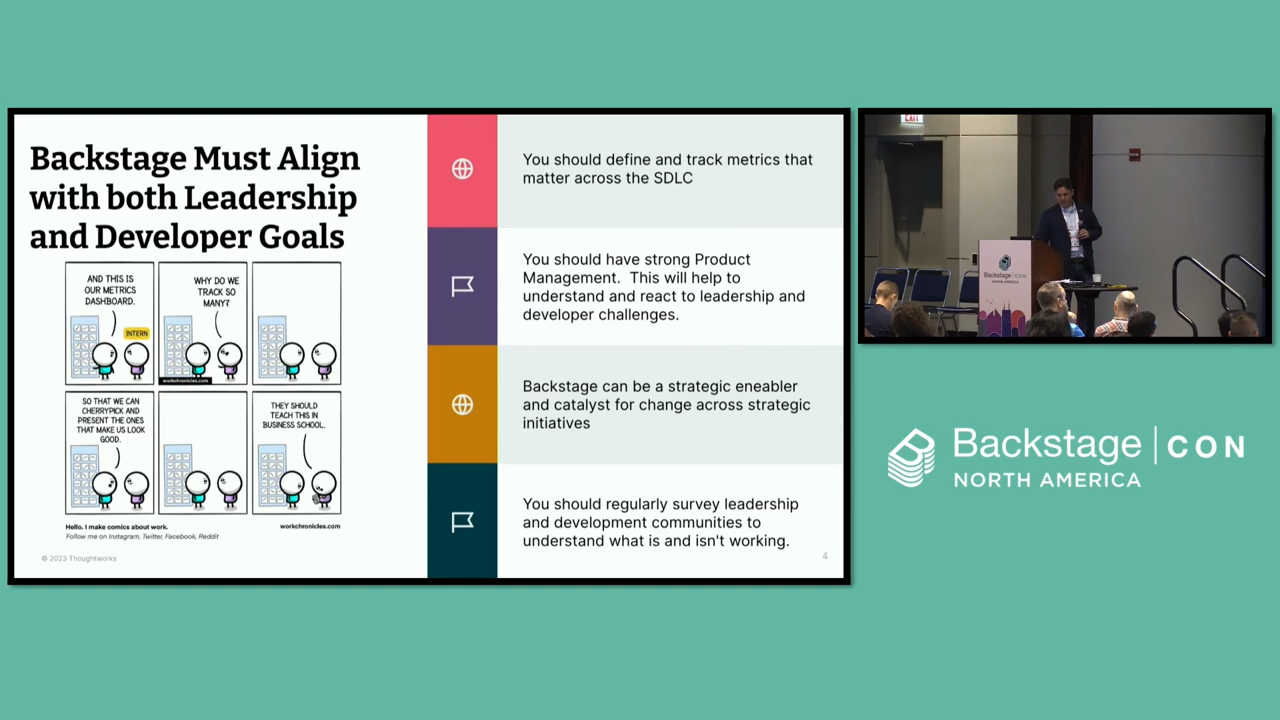 Backstage Must Align
with both Leadership
and Developer Goals
AND THIS IS
OUR METRICS
DASHBOARD.
INTERN
WHY DO WE
TRACK SO
MANY?
workchronicles.com
SO THAT WE CAN
CHERRYPICK AND
PRESENT THE ONES
THAT MAKE US LOOK
GOOD.
THEY SHOULD
TEACH THIS IN
BUSINESS SCHOOL.
Hello. I make comics about work.
workchronicles.com
Follow me on Instagram, Twitter, Facebook, Reddit
© 2023 Thoughtworks
You should define and track metrics that
matter across the SDLC
You should have strong Product
Management. This will help to
understand and react to leadership and
developer challenges.
Backstage can be a strategic eneabler
and catalyst for change across strategic
initiatives
You should regularly survey leadership
and development communities to
understand what is and isn't working.
4
EXIT
Backstage CON
NORTH AMERICA
Backstage CON
NORTH AMERICA